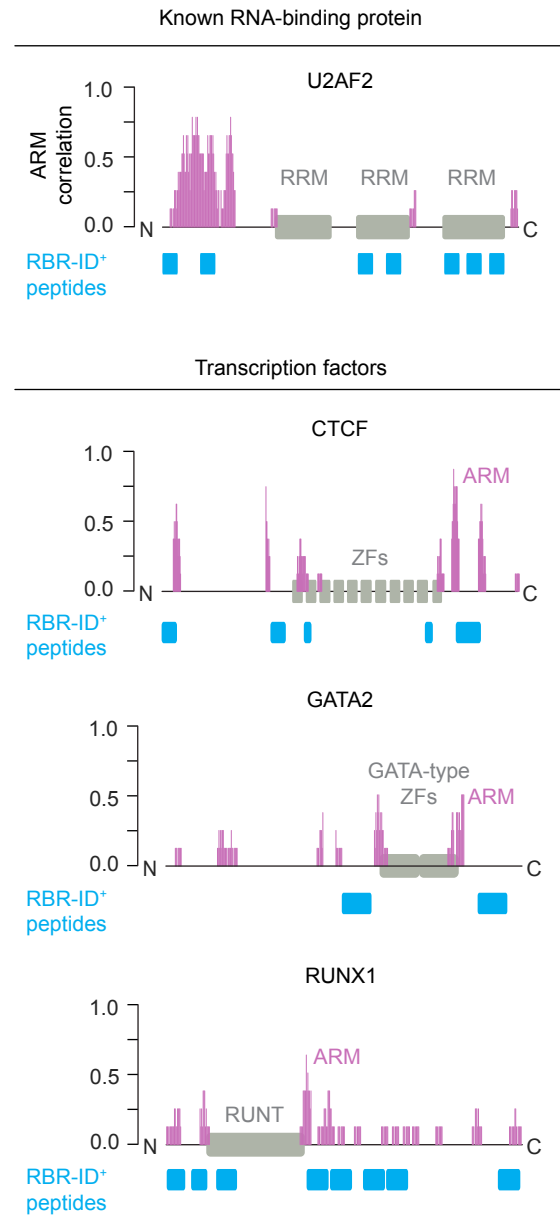 Known RNA-binding protein
U2AF2
1.0
0.5
0.0
ARM
correlation
RRM RRM RRM
N C
RBR-ID⁺
peptides
Transcription factors
CTCF
1.0
0.5
0.0
ARM
ZFs
N C
RBR-ID⁺
peptides
GATA2
1.0
0.5
0.0
GATA-type
ZFs
ARM
N C
RBR-ID⁺
peptides
RUNX1
1.0
0.5
0.0
ARM
RUNT
N C
RBR-ID⁺
peptides